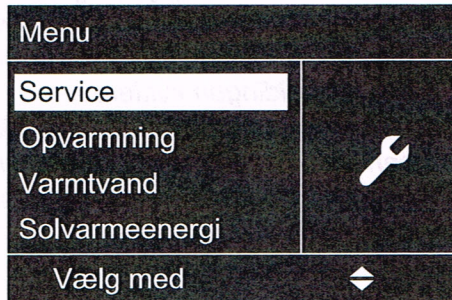 Menu
Service
Opvarmning
Varmtvand
Solvarmeenergi
Vælg med